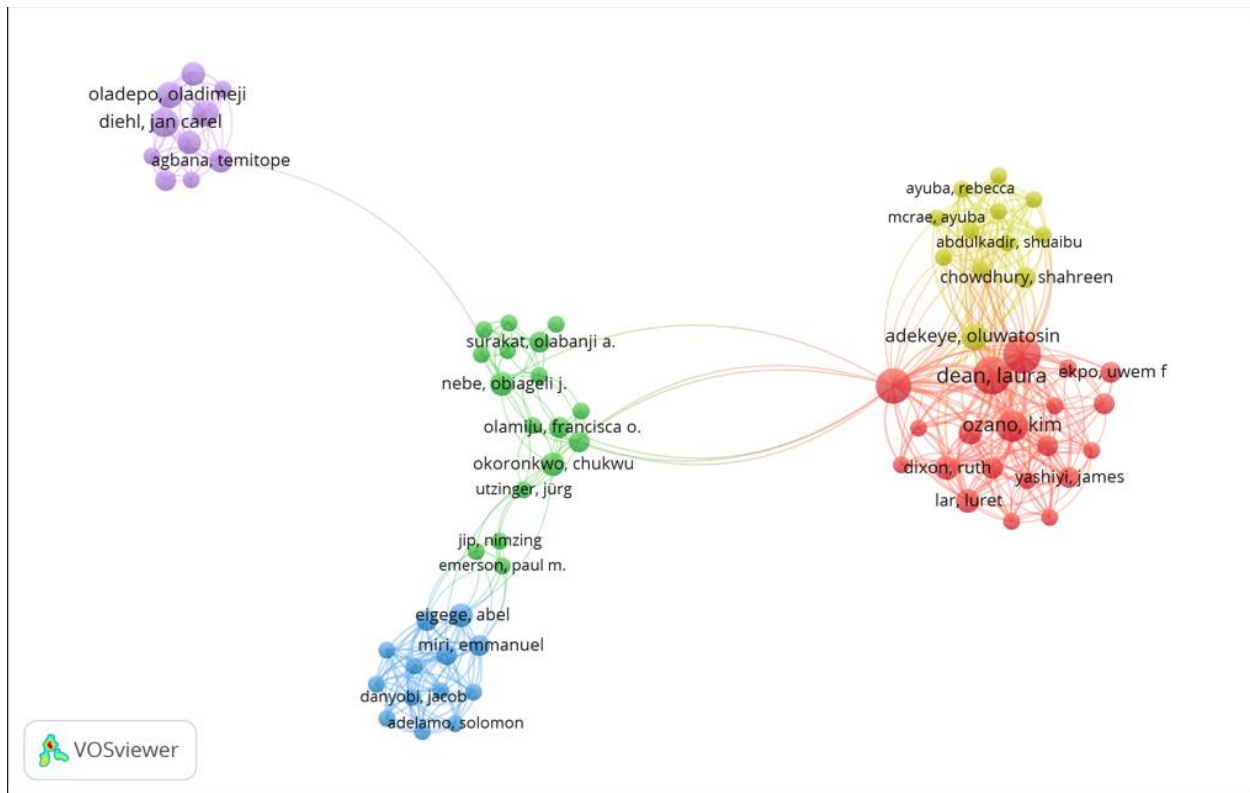 oladepo, oladimeji
diehl, jan carel
agbana, temitope
ayuba, rebecca
mcrae, ayuba
abdulkadir, shuaibu
chowdhury, shahreen
adekeye, oluwatosin
dean, laura
ekpo, uwem f
ozano, kim
dixon, ruth
yashiyi, james
lar, luret
surakat, olabanji a.
nebe, obiageli j.
olamiju, francisca o.
okoronkwo, chukwu
utzinger, jürg
jip, nimzing
emerson, paul m.
eigege, abel
miri, emmanuel
danyobi, jacob
adelamo, solomon
VOSviewer